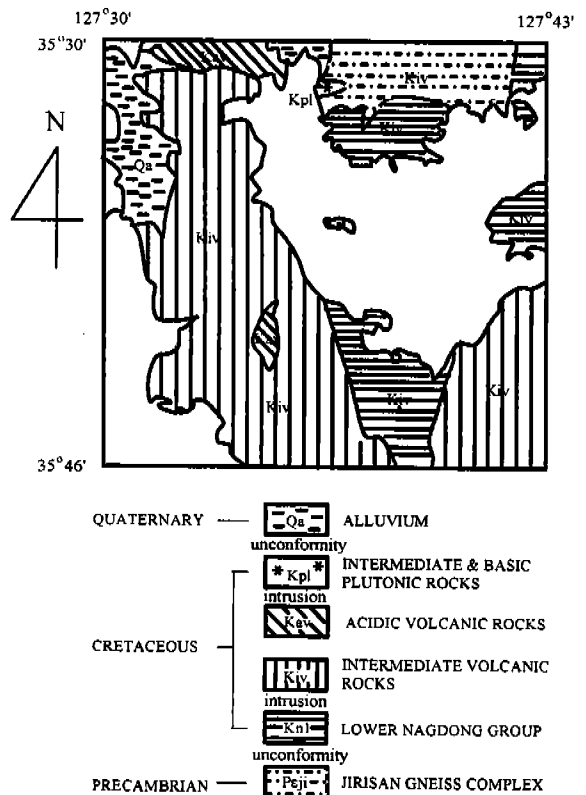 127°30' 127°43'
35°30'
Kiv
Kpl
Kiv
N
Qa
Kiv
Kiv
Kiv
Kiv
Kiv
35°46'
QUATERNARY — Qa ALLUVIUM
unconformity
* Kpl * INTERMEDIATE & BASIC
PLUTONIC ROCKS
intrusion
Kav ACIDIC VOLCANIC ROCKS
CRETACEOUS
Kiv INTERMEDIATE VOLCANIC
ROCKS
intrusion
Knl LOWER NAGDONG GROUP
unconformity
PRECAMBRIAN — Pɛji JIRISAN GNEISS COMPLEX